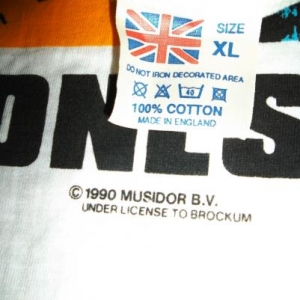 SIZE
XL
DO NOT IRON DECORATED AREA
40
100% COTTON
MADE IN ENGLAND
ONES
© 1990 MUSIDOR B.V.
UNDER LICENSE TO BROCKUM